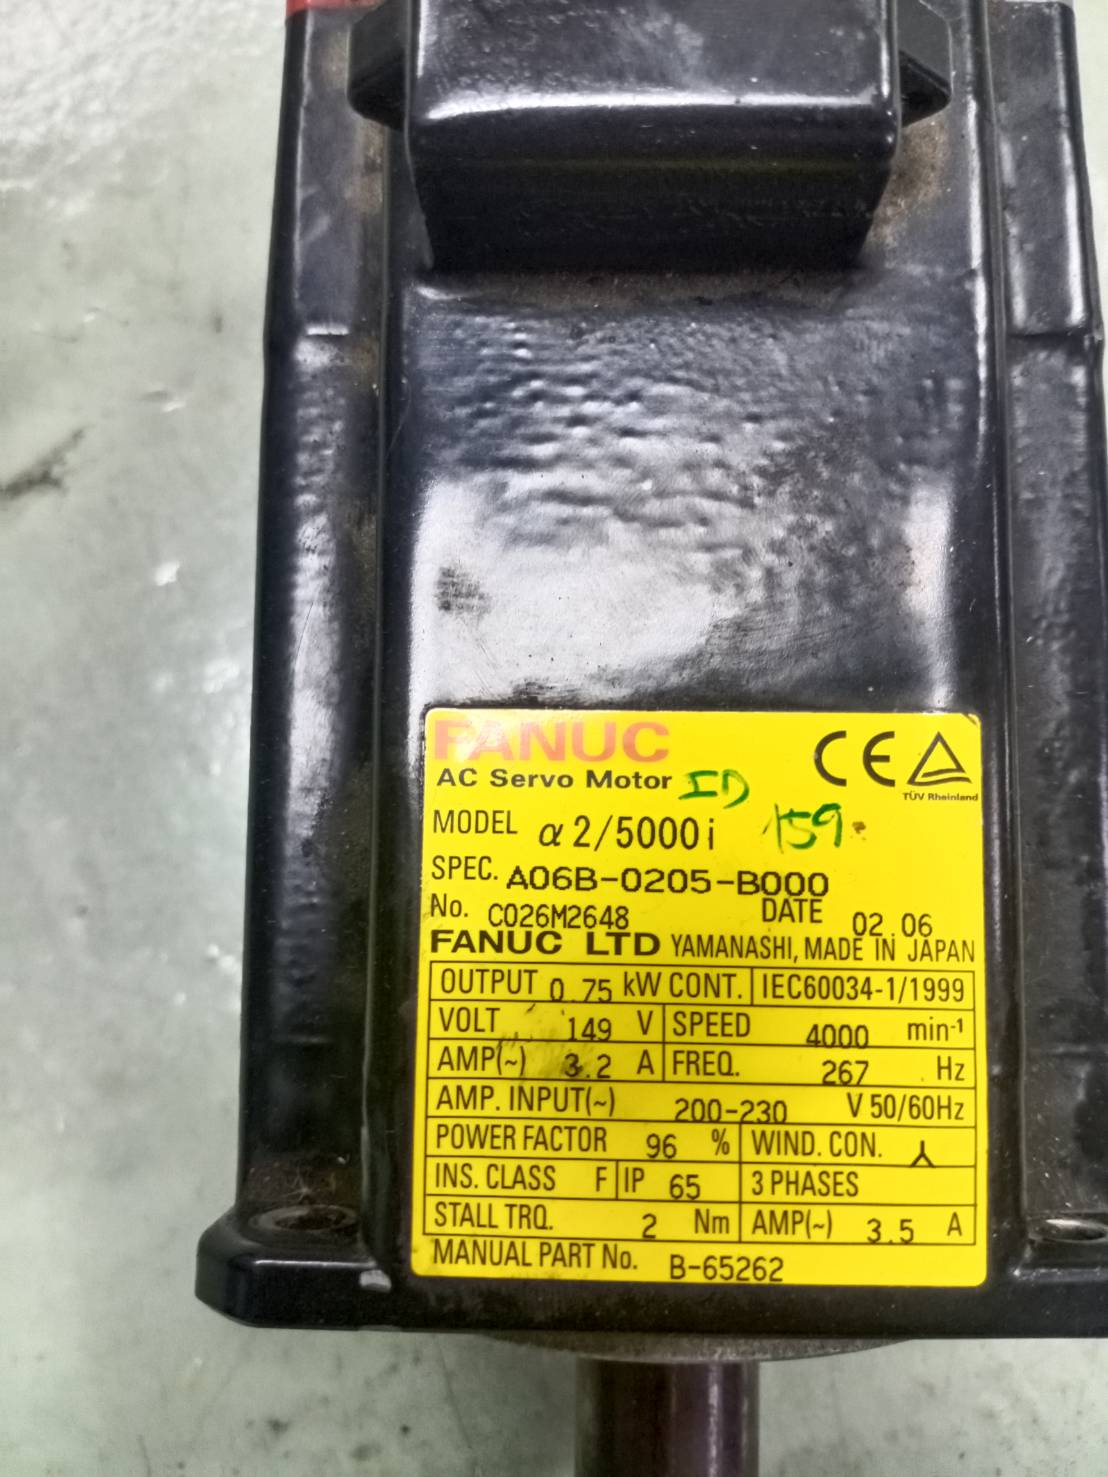 FANUC
AC Servo Motor ID
MODEL α2/5000i 159
SPEC. A06B-0205-B000
No. C026M2648 DATE 02.06
FANUC LTD YAMANASHI, MADE IN JAPAN
CE TÜV Rheinland
OUTPUT 0.75 kW CONT. IEC60034-1/1999
VOLT 149 V SPEED 4000 min-1
AMP(~) 3.2 A FREQ. 267 Hz
AMP. INPUT(~) 200-230 V 50/60Hz
POWER FACTOR 96 % WIND. CON.
INS. CLASS F IP 65 3 PHASES
STALL TRQ. 2 Nm AMP(~) 3.5 A
MANUAL PART No. B-65262